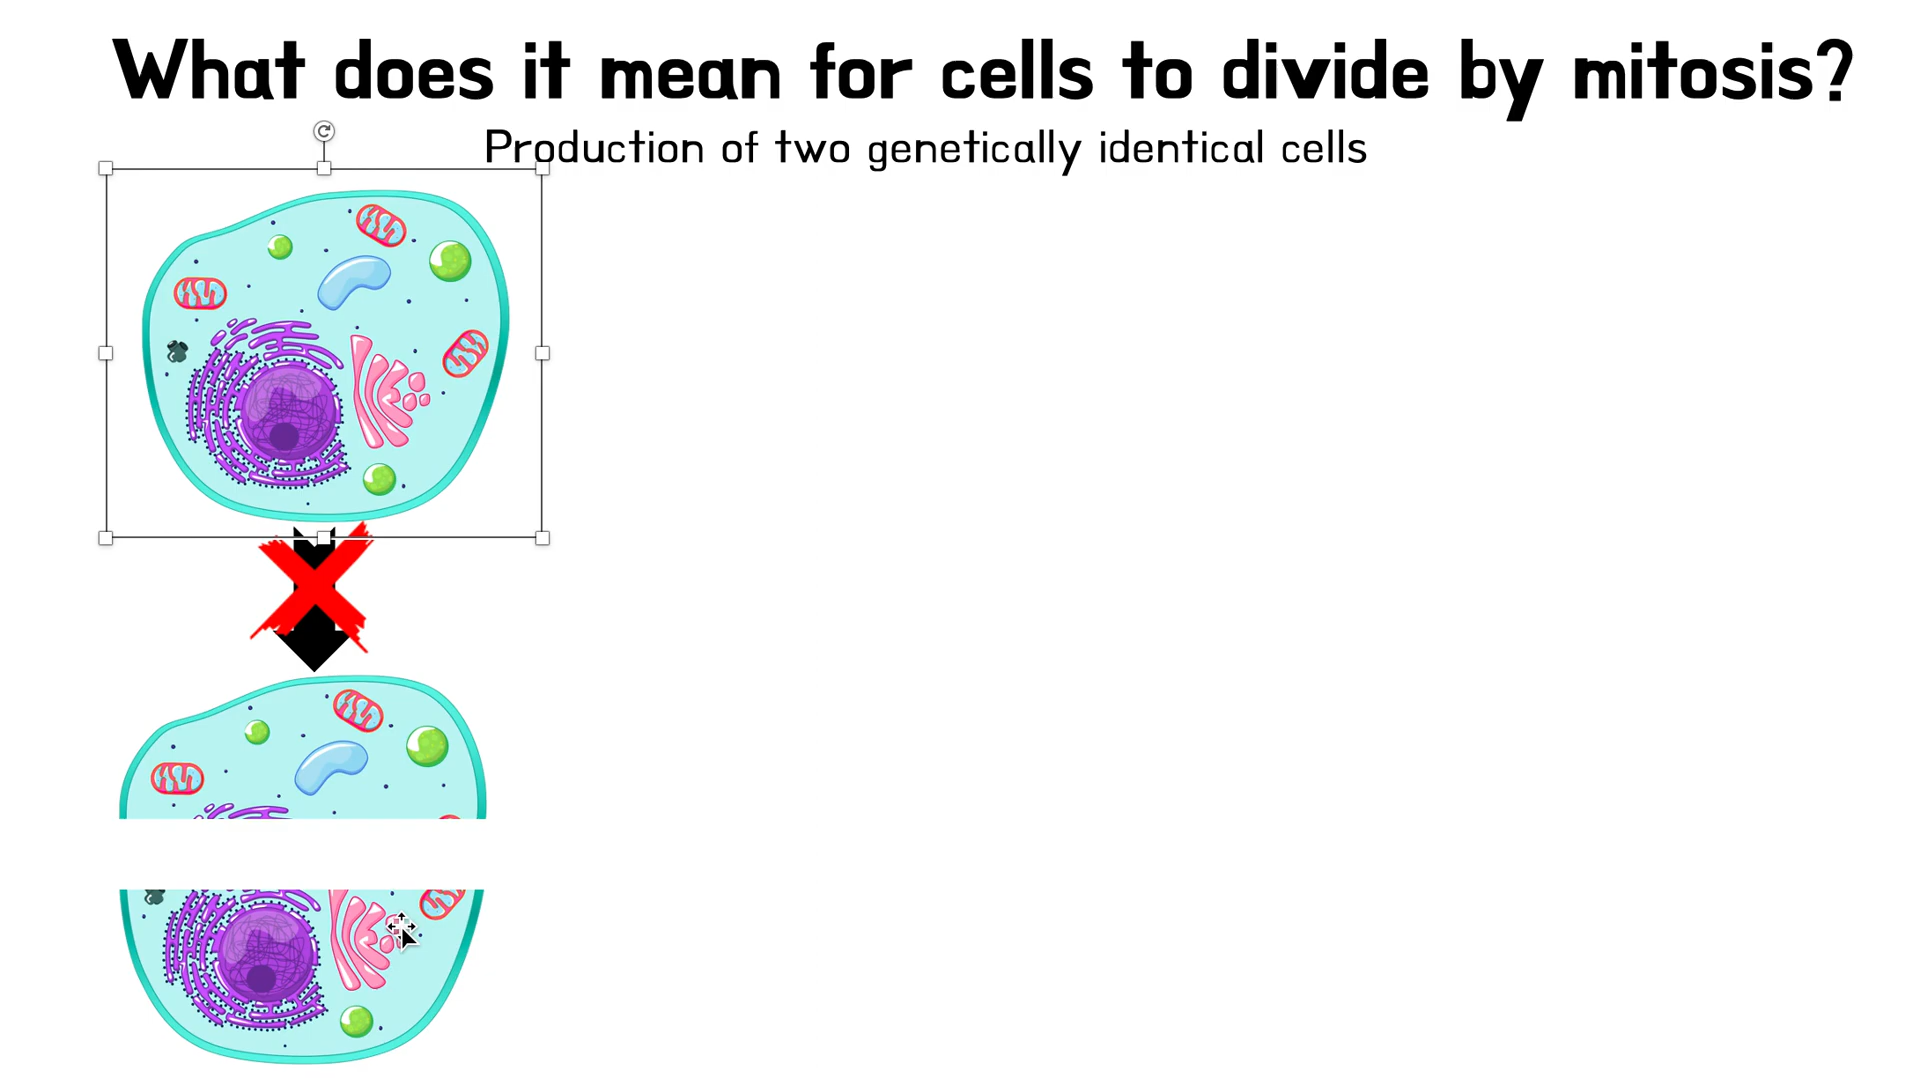 What does it mean for cells to divide by mitosis?
Production of two genetically identical cells